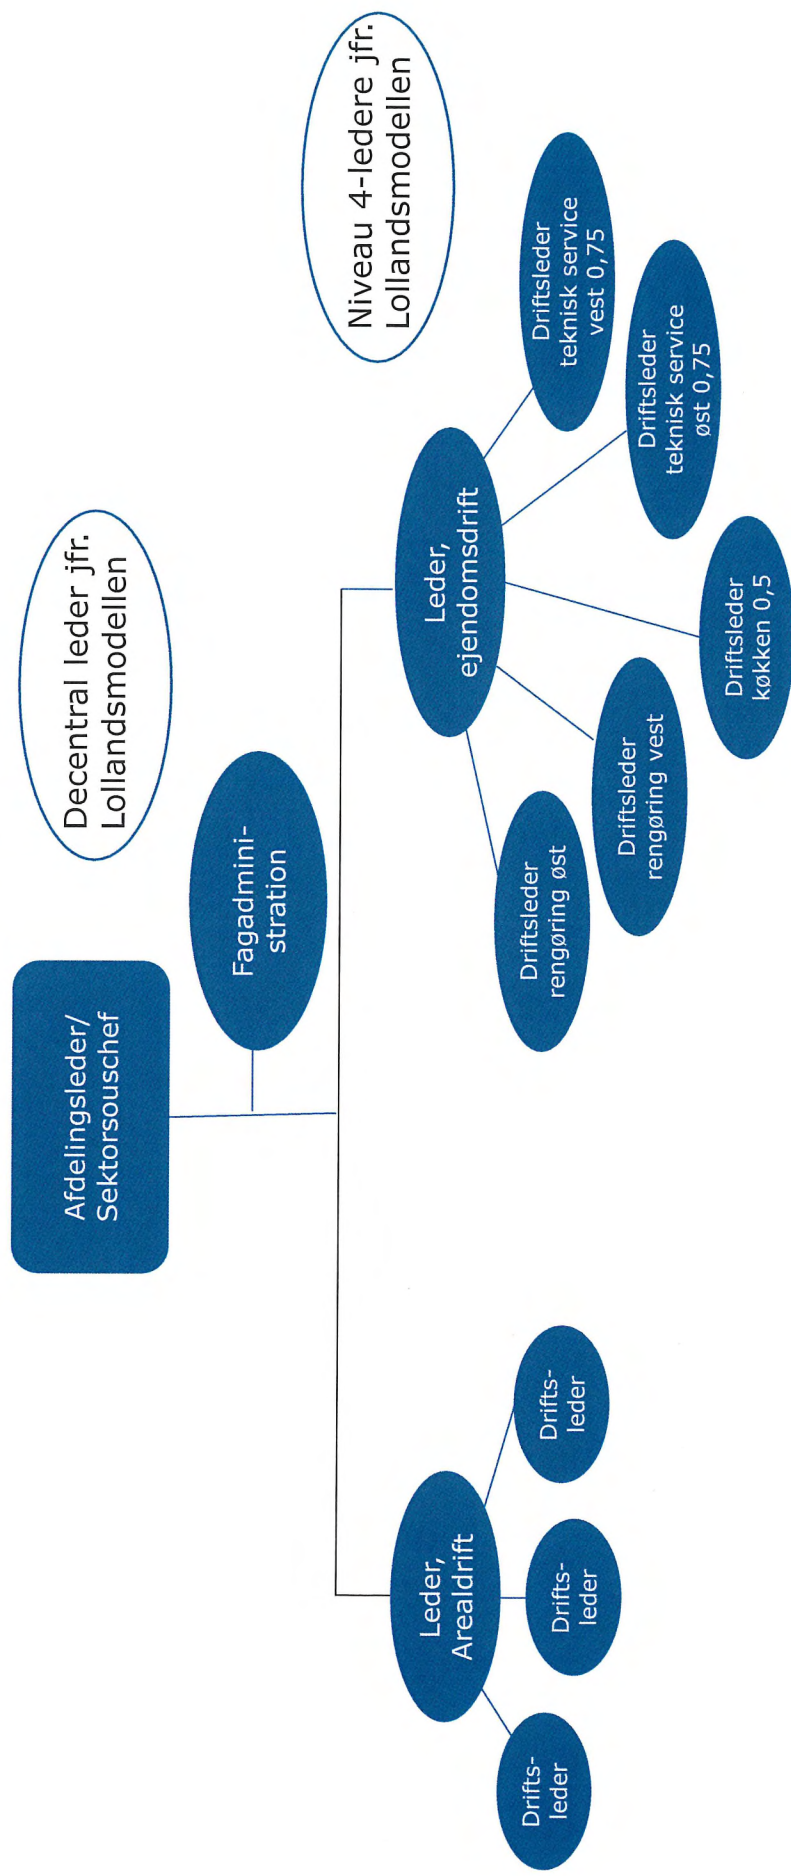 Afdelingsleder/
Sektorsouschef
Decentral leder jfr.
Lollandsmodellen
Fagadmini-
stration
Niveau 4-ledere jfr.
Lollandsmodellen
Leder,
Arealdrift
Leder,
ejendomsdrift
Drifts-
leder
Drifts-
leder
Drifts-
leder
Driftsleder
rengøring øst
Driftsleder
rengøring vest
Driftsleder
køkken 0,5
Driftsleder
teknisk service
øst 0,75
Driftsleder
teknisk service
vest 0,75